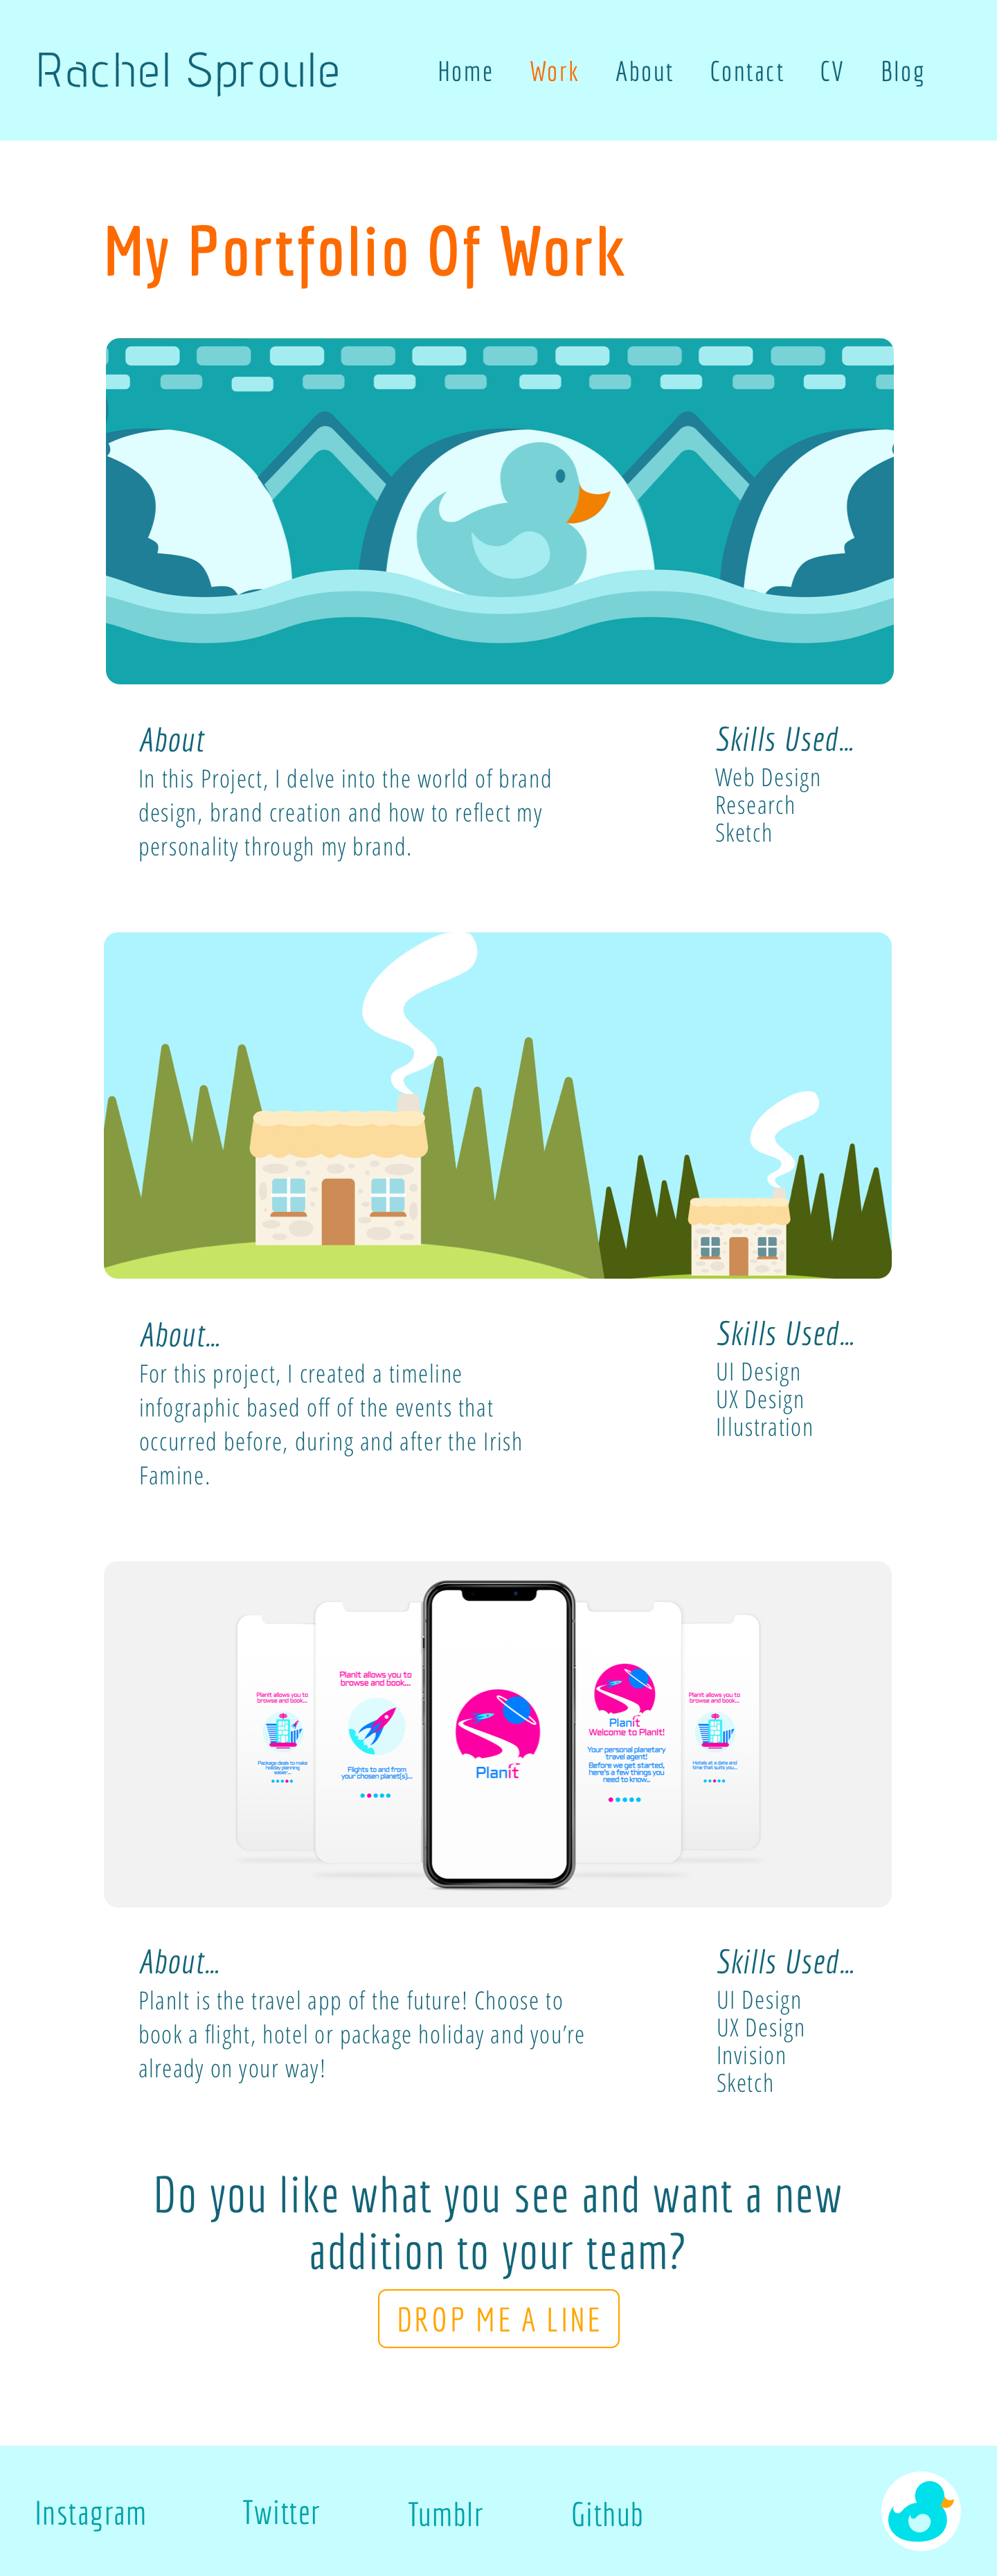 Rachel Sproule
Home Work About Contact CV Blog
My Portfolio Of Work
About
In this Project, I delve into the world of brand
design, brand creation and how to reflect my
personality through my brand.
Skills Used...
Web Design
Research
Sketch
About...
For this project, I created a timeline
infographic based off of the events that
occurred before, during and after the Irish
Famine.
Skills Used...
UI Design
UX Design
Illustration
PlanIt allows you to
browse and book...
Package deals to make
holiday planning
easier...
PlanIt allows you to
browse and book...
Flights to and from
your chosen planet(s)...
Planit
Planit
Welcome to PlanIt!
Your personal planetary
travel agent!
Before we get started,
here's a few things you
need to know...
PlanIt allows you to
browse and book...
Hotels at a date and
time that suits you...
About...
PlanIt is the travel app of the future! Choose to
book a flight, hotel or package holiday and you’re
already on your way!
Skills Used...
UI Design
UX Design
Invision
Sketch
Do you like what you see and want a new
addition to your team?
DROP ME A LINE
Instagram Twitter Tumblr Github